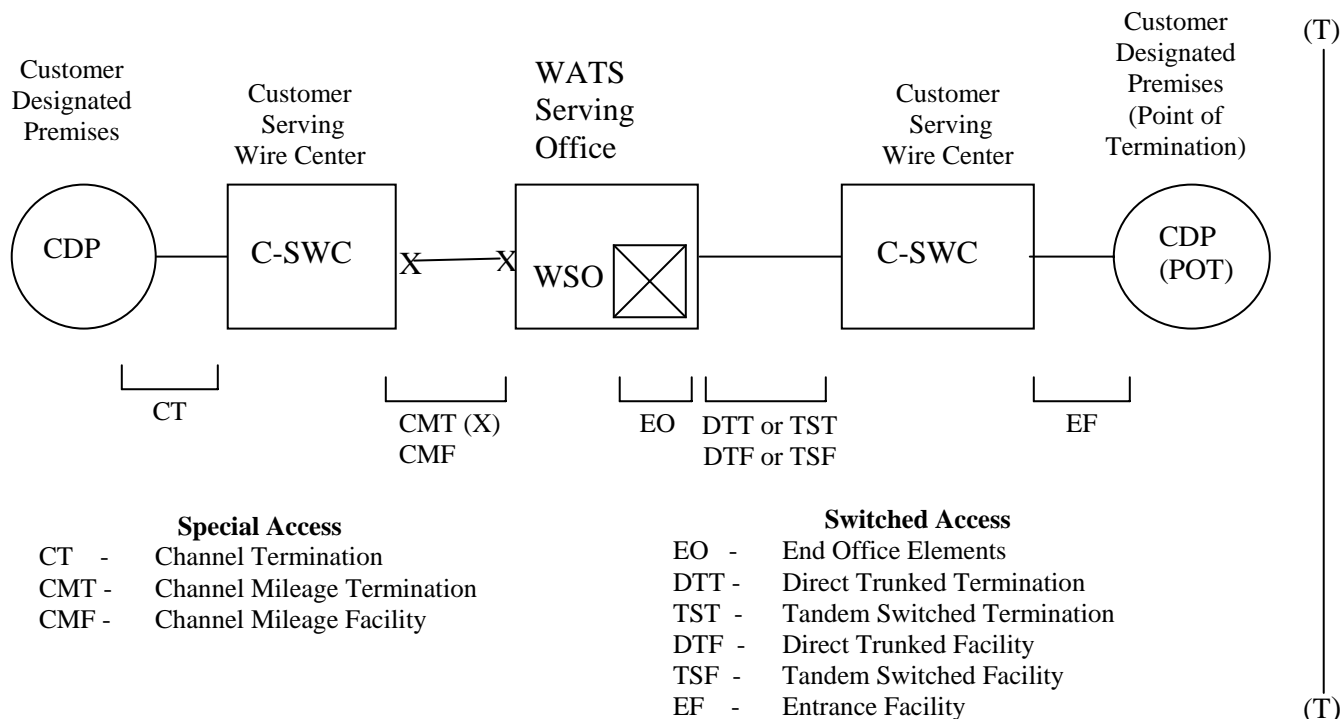 Customer
Designated
Premises
Customer
Serving
Wire Center
WATS
Serving
Office
Customer
Serving
Wire Center
Customer
Designated
Premises
(Point of
Termination)
(T)
CDP
C-SWC
X
X
WSO
C-SWC
CDP
(POT)
CT
CMT (X)
CMF
EO
DTT or TST
DTF or TSF
EF
Special Access
CT - Channel Termination
CMT - Channel Mileage Termination
CMF - Channel Mileage Facility
Switched Access
EO - End Office Elements
DTT - Direct Trunked Termination
TST - Tandem Switched Termination
DTF - Direct Trunked Facility
TSF - Tandem Switched Facility
EF - Entrance Facility
(T)